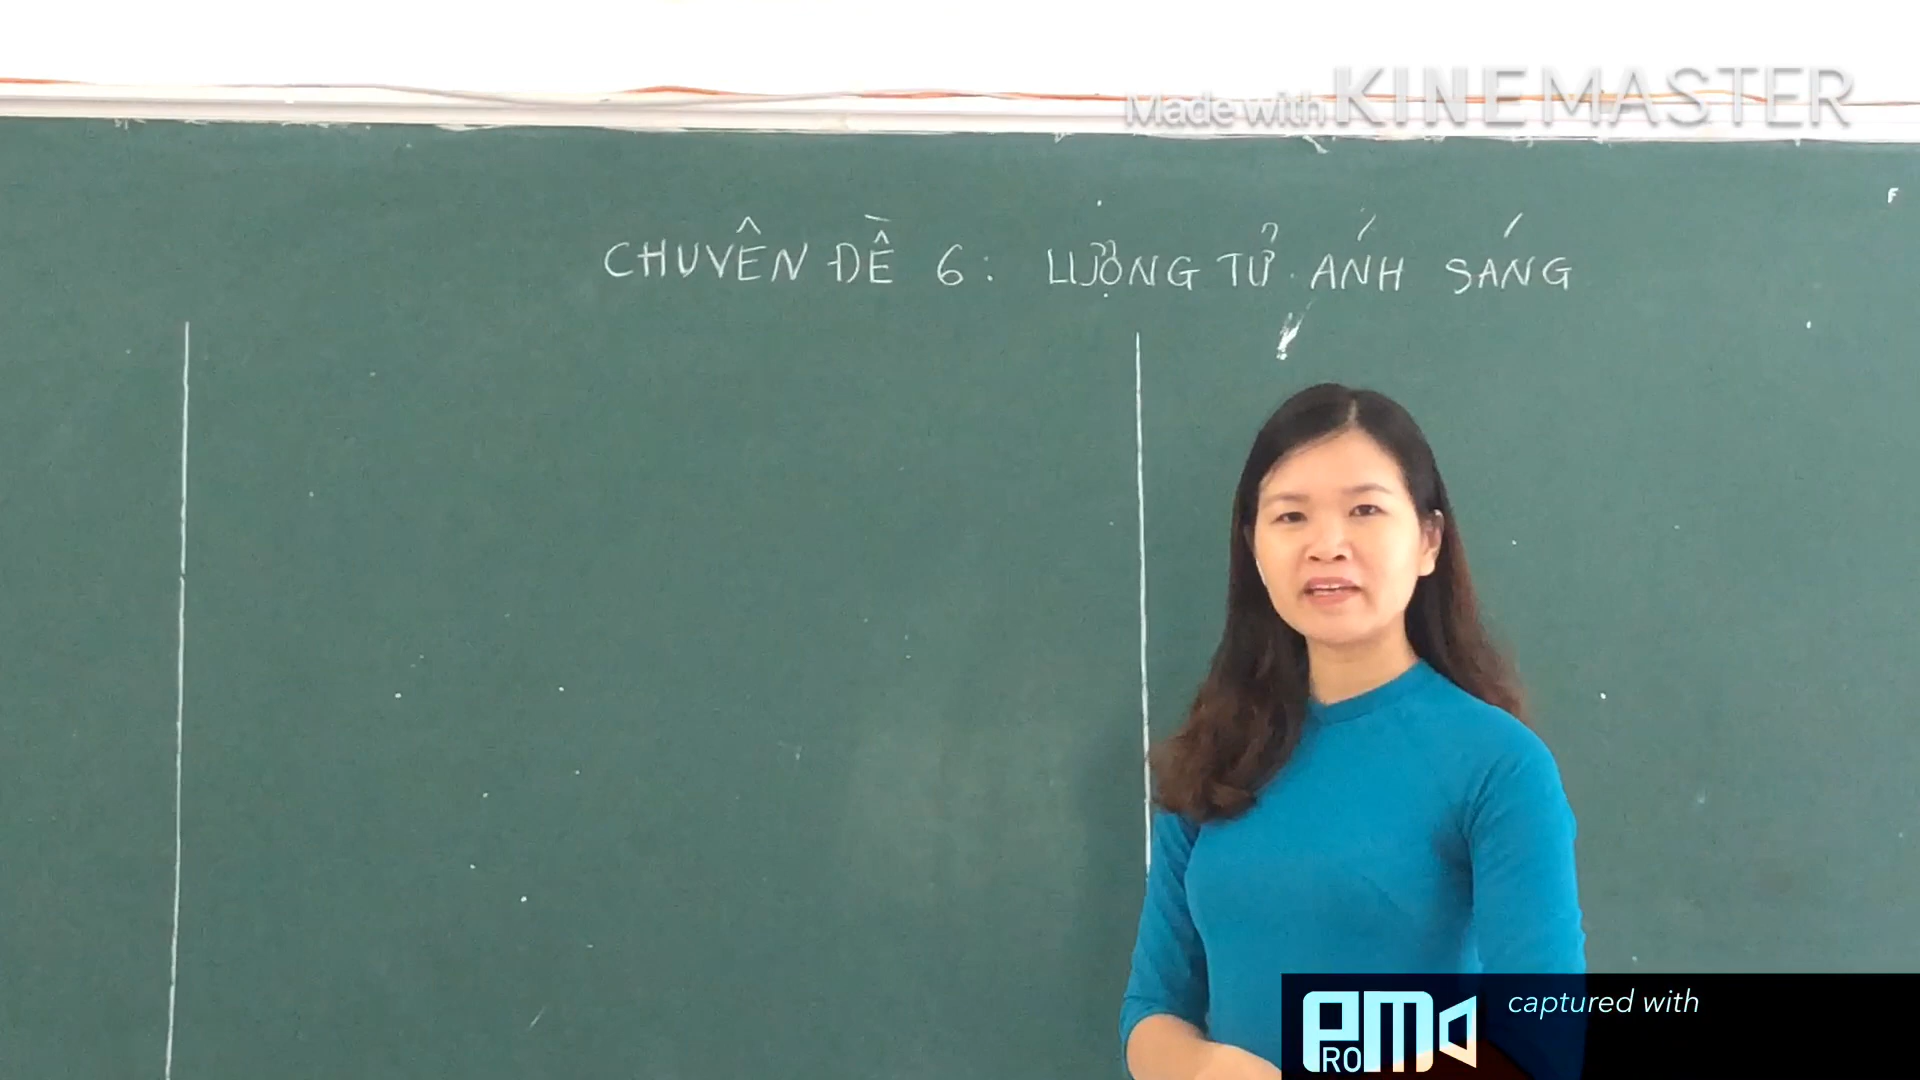 Made with KINEMASTER
F
CHUYÊN ĐỀ 6: LƯỢNG TỬ ÁNH SÁNG
captured with
PRO M